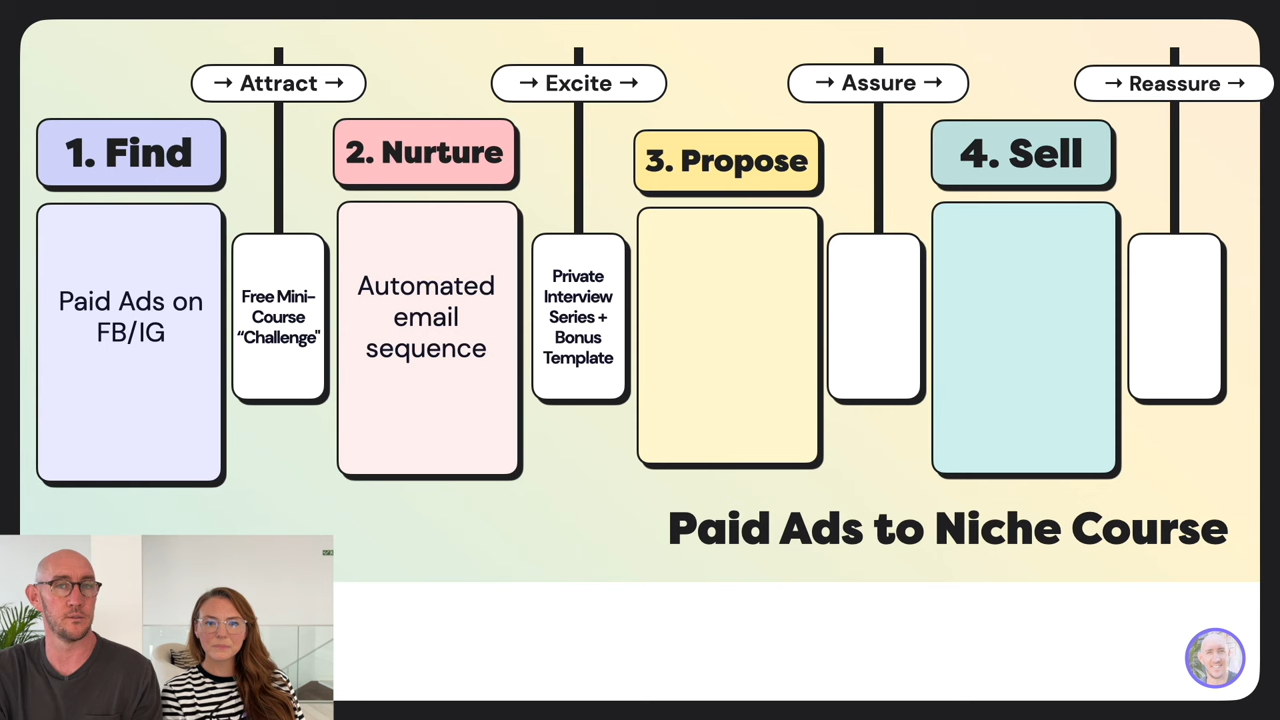 → Attract →
→ Excite →
→ Assure →
→ Reassure →
1. Find
2. Nurture
3. Propose
4. Sell
Paid Ads on
FB/IG
Free Mini-
Course
“Challenge"
Automated
email
sequence
Private
Interview
Series +
Bonus
Template
Paid Ads to Niche Course